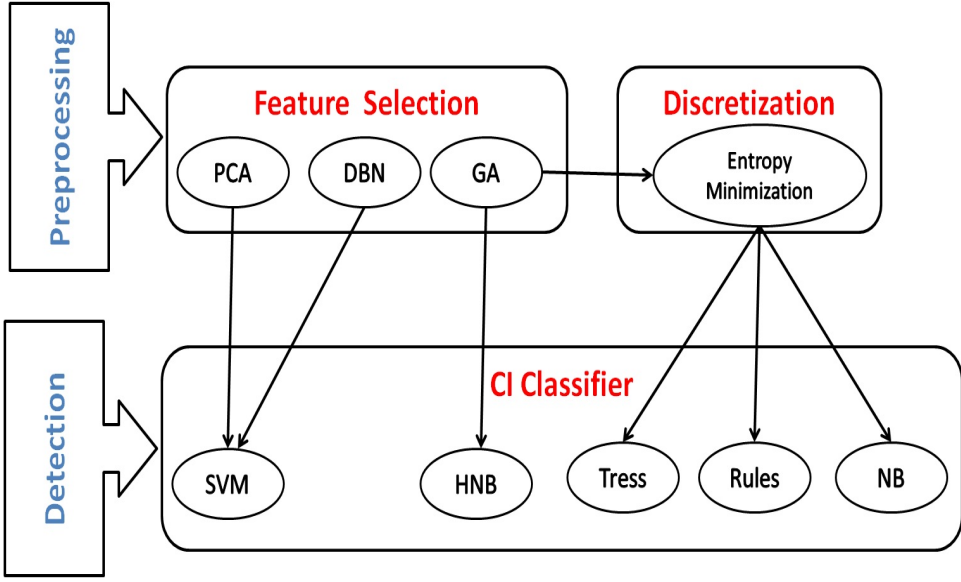 Preprocessing
Feature Selection
Discretization
PCA
DBN
GA
Entropy
Minimization
Detection
CI Classifier
SVM
HNB
Tress
Rules
NB